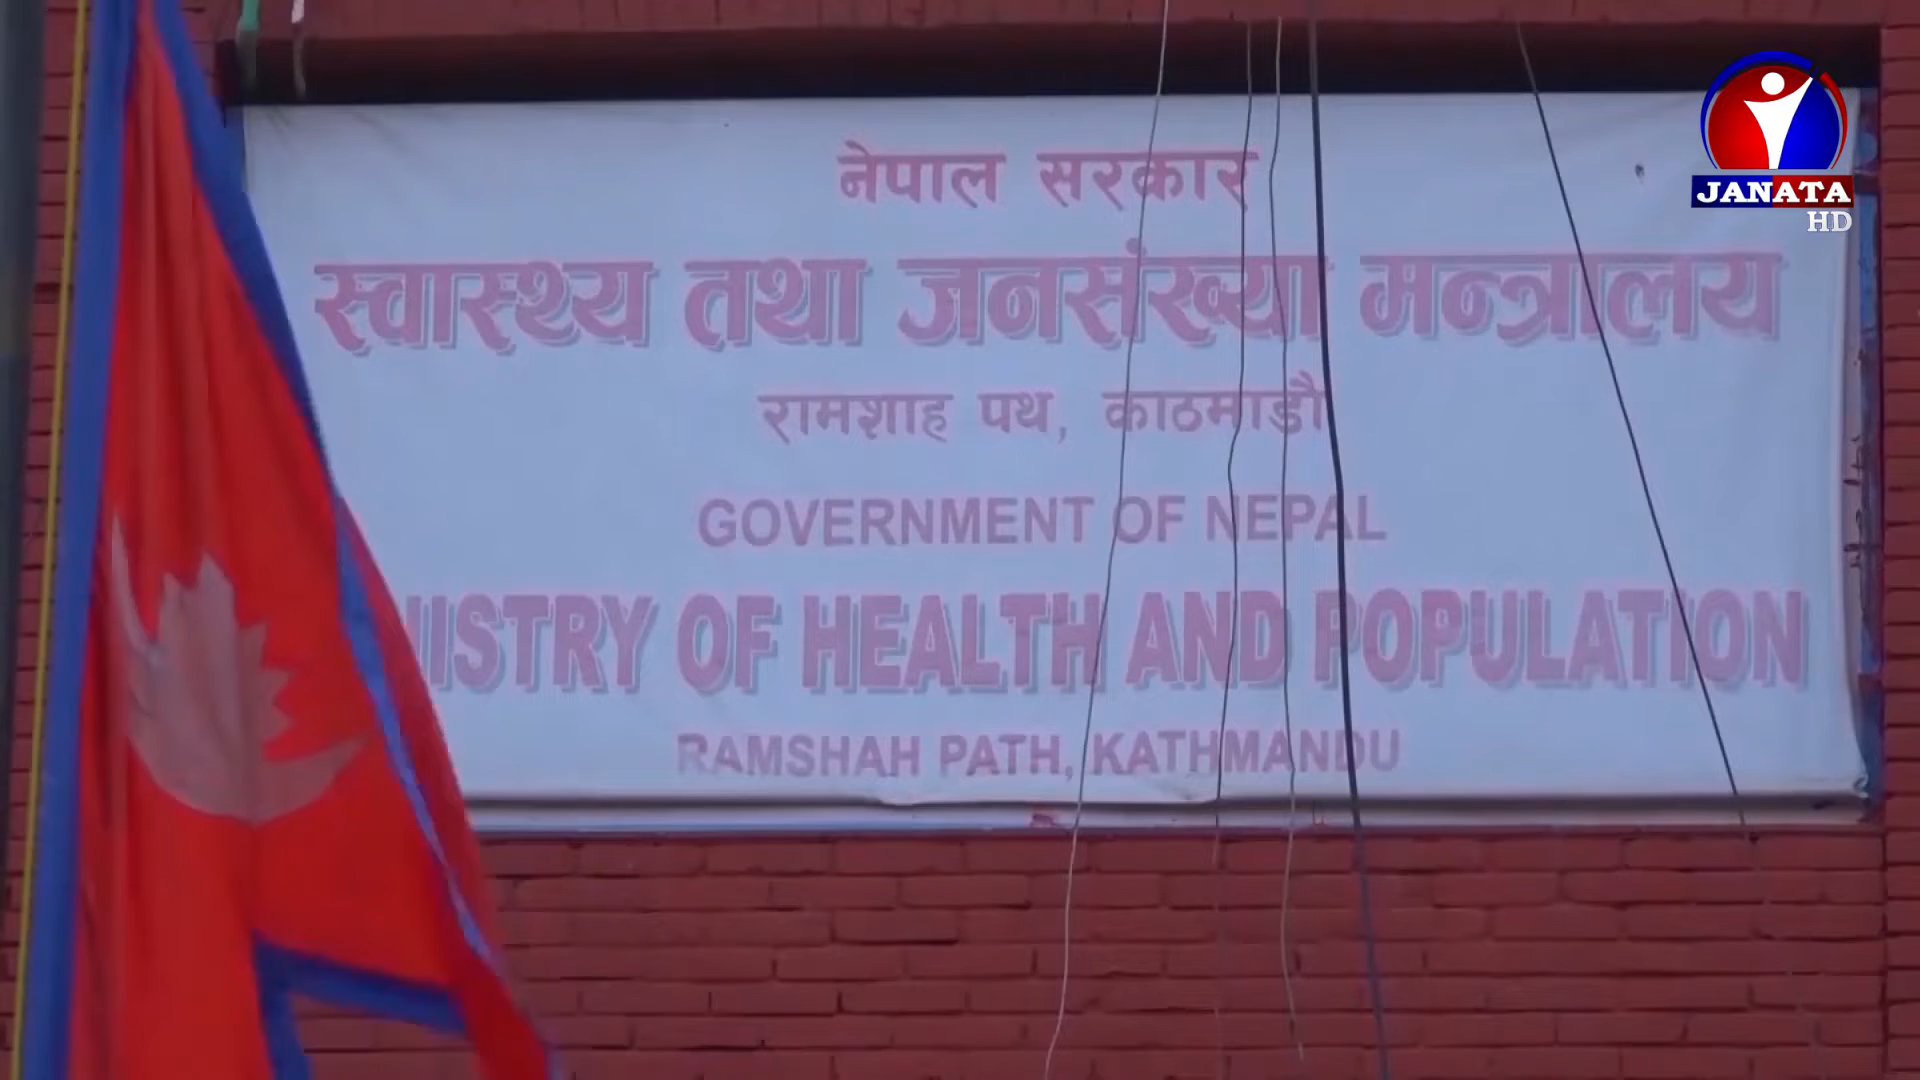 नेपाल सरकार
स्वास्थ्य तथा जनसंख्या मन्त्रालय
रामशाह पथ, काठमाडौं
GOVERNMENT OF NEPAL
NISTRY OF HEALTH AND POPULATION
RAMSHAH PATH, KATHMANDU
JANATA
HD